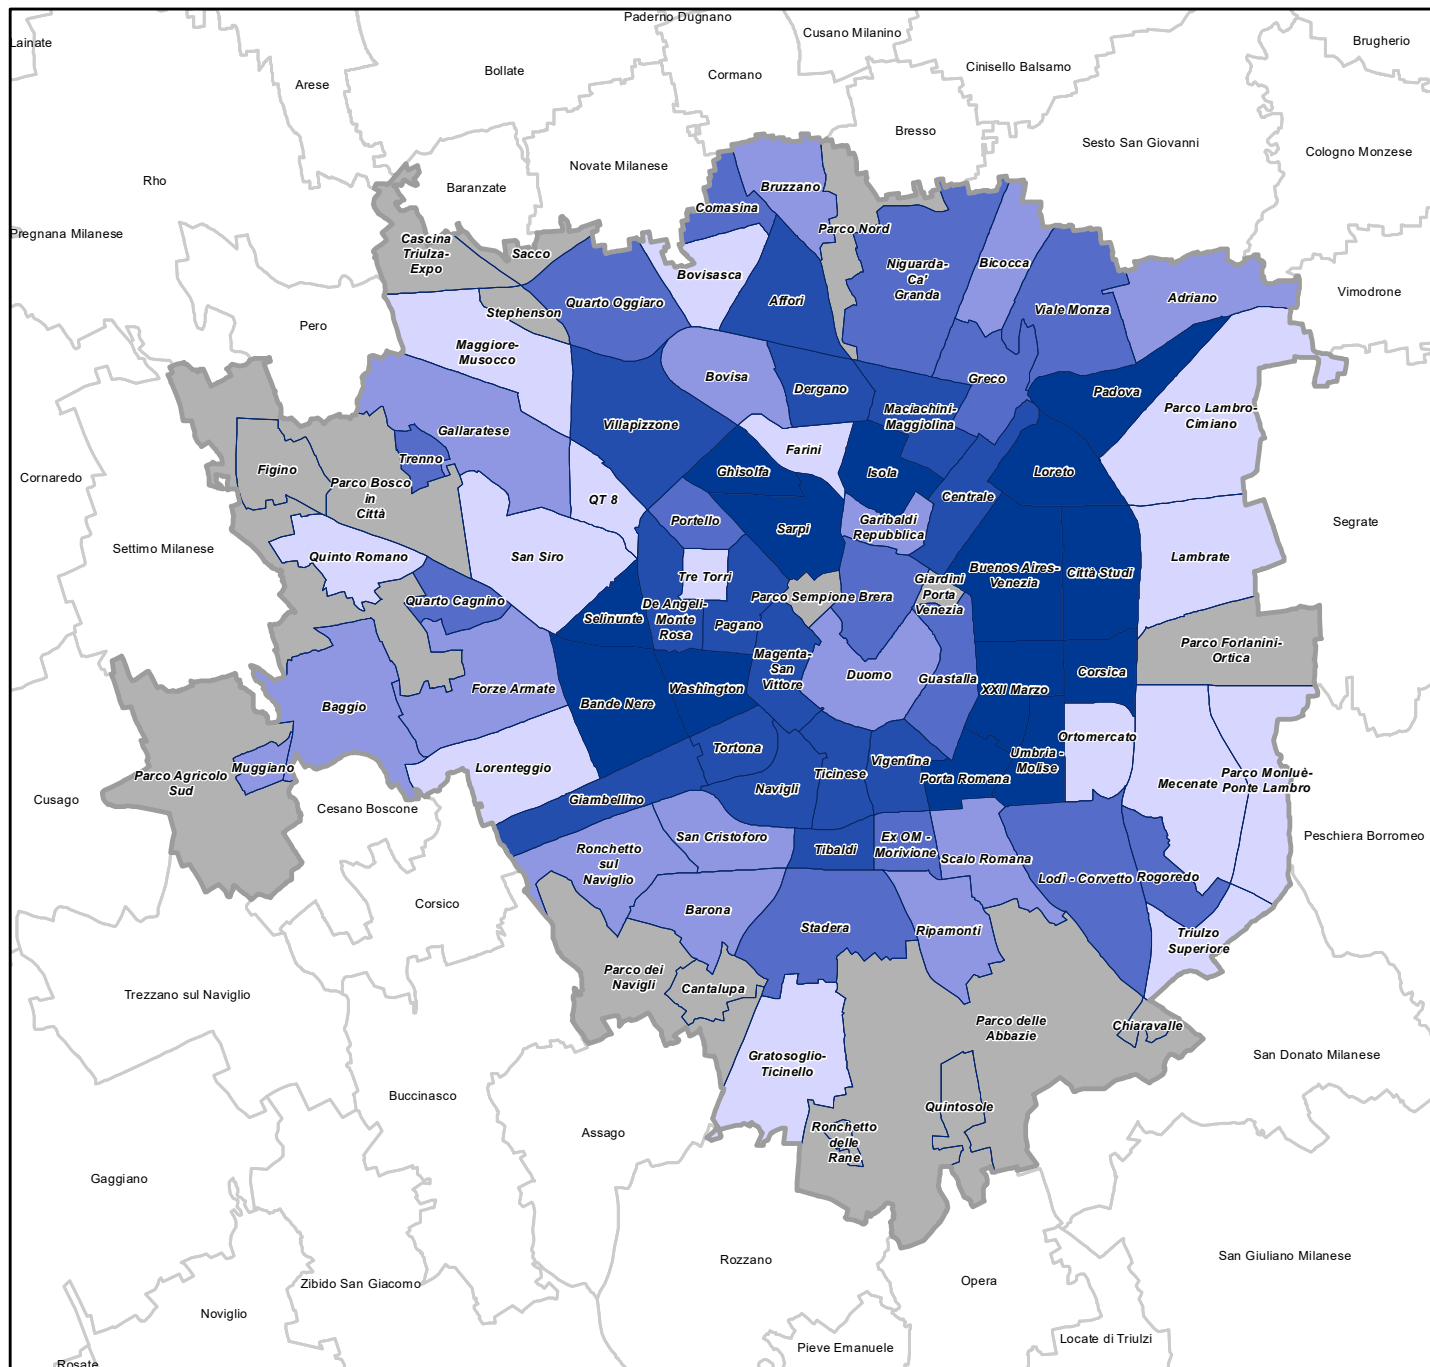 Paderno Dugnano
Cusano Milanino
Lainate
Brugherio
Bollate
Cormano
Cinisello Balsamo
Arese
Bresso
Sesto San Giovanni
Cologno Monzese
Novate Milanese
Rho
Baranzate
Bruzzano
Comasina
Parco Nord
Pregnana Milanese
Cascina
Triulza-
Expo
Sacco
Niguarda-
Ca'
Granda
Bicocca
Bovisasca
Vimodrone
Quarto Oggiaro
Affori
Adriano
Viale Monza
Stephenson
Pero
Maggiore-
Musocco
Bovisa
Dergano
Greco
Padova
Maciachini-
Maggiolina
Parco Lambro-
Cimiano
Villapizzone
Gallaratese
Farini
Trenno
Figino
Cornaredo
Parco Bosco
in
Città
Ghisolfa
Isola
Loreto
QT 8
Centrale
Portello
Sarpi
Garibaldi
Repubblica
Segrate
Settimo Milanese
Quinto Romano
San Siro
Lambrate
Buenos Aires-
Venezia
Città Studi
Tre Torri
Giardini
Porta
Venezia
Parco Sempione
Brera
Quarto Cagnino
De Angeli-
Monte
Rosa
Selinunte
Pagano
Parco Forlanini-
Ortica
Magenta-
San
Vittore
Duomo
Guastalla
XXII Marzo
Corsica
Forze Armate
Washington
Bande Nere
Baggio
Ortomercato
Tortona
Umbria -
Molise
Vigentina
Lorenteggio
Muggiano
Parco Agricolo
Sud
Ticinese
Porta Romana
Navigli
Mecenate
Parco Monluè-
Ponte Lambro
Cusago
Cesano Boscone
Giambellino
San Cristoforo
Ex OM -
Morivione
Peschiera Borromeo
Ronchetto
sul
Naviglio
Tibaldi
Scalo Romana
Lodi - Corvetto
Rogoredo
Corsico
Barona
Stadera
Ripamonti
Triulzo
Superiore
Parco dei
Navigli
Cantalupa
Trezzano sul Naviglio
Parco delle
Abbazie
Chiaravalle
Gratosoglio-
Ticinello
San Donato Milanese
Buccinasco
Quintosole
Assago
Ronchetto
delle
Rane
Gaggiano
Rozzano
San Giuliano Milanese
Zibido San Giacomo
Opera
Noviglio
Locate di Triulzi
Pieve Emanuele
Rosate